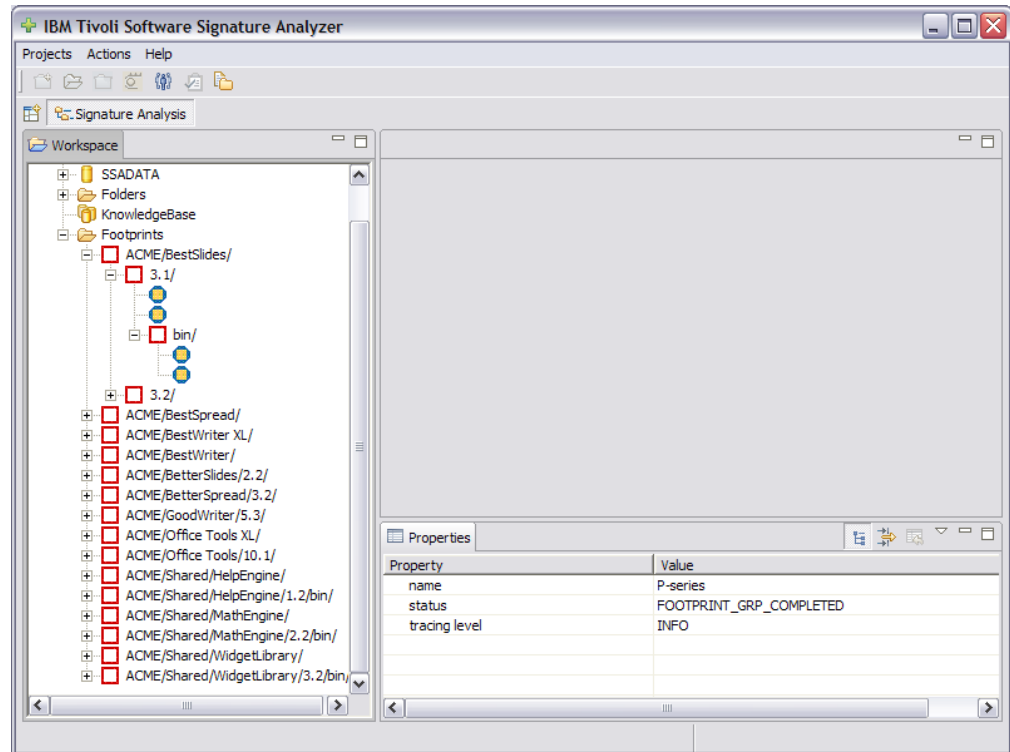 IBM Tivoli Software Signature Analyzer
Projects Actions Help
Signature Analysis
Workspace
SSADATA
Folders
KnowledgeBase
Footprints
ACME/BestSlides/
3.1/
bin/
3.2/
ACME/BestSpread/
ACME/BestWriter XL/
ACME/BestWriter/
ACME/BetterSlides/2.2/
ACME/BetterSpread/3.2/
ACME/GoodWriter/5.3/
ACME/Office Tools XL/
ACME/Office Tools/10.1/
ACME/Shared/HelpEngine/
ACME/Shared/HelpEngine/1.2/bin/
ACME/Shared/MathEngine/
ACME/Shared/MathEngine/2.2/bin/
ACME/Shared/WidgetLibrary/
ACME/Shared/WidgetLibrary/3.2/bin/
Properties
Property Value
name P-series
status FOOTPRINT_GRP_COMPLETED
tracing level INFO